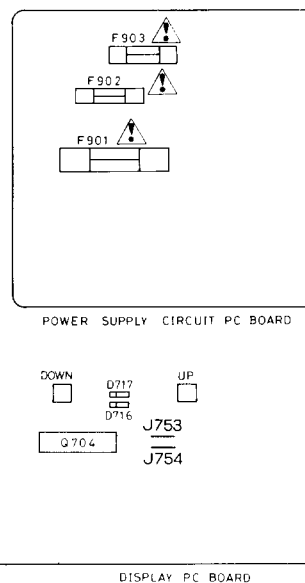 F903
F902
F901
POWER SUPPLY CIRCUIT PC BOARD
DOWN
UP
D717
D716
J753
Q704
J754
DISPLAY PC BOARD